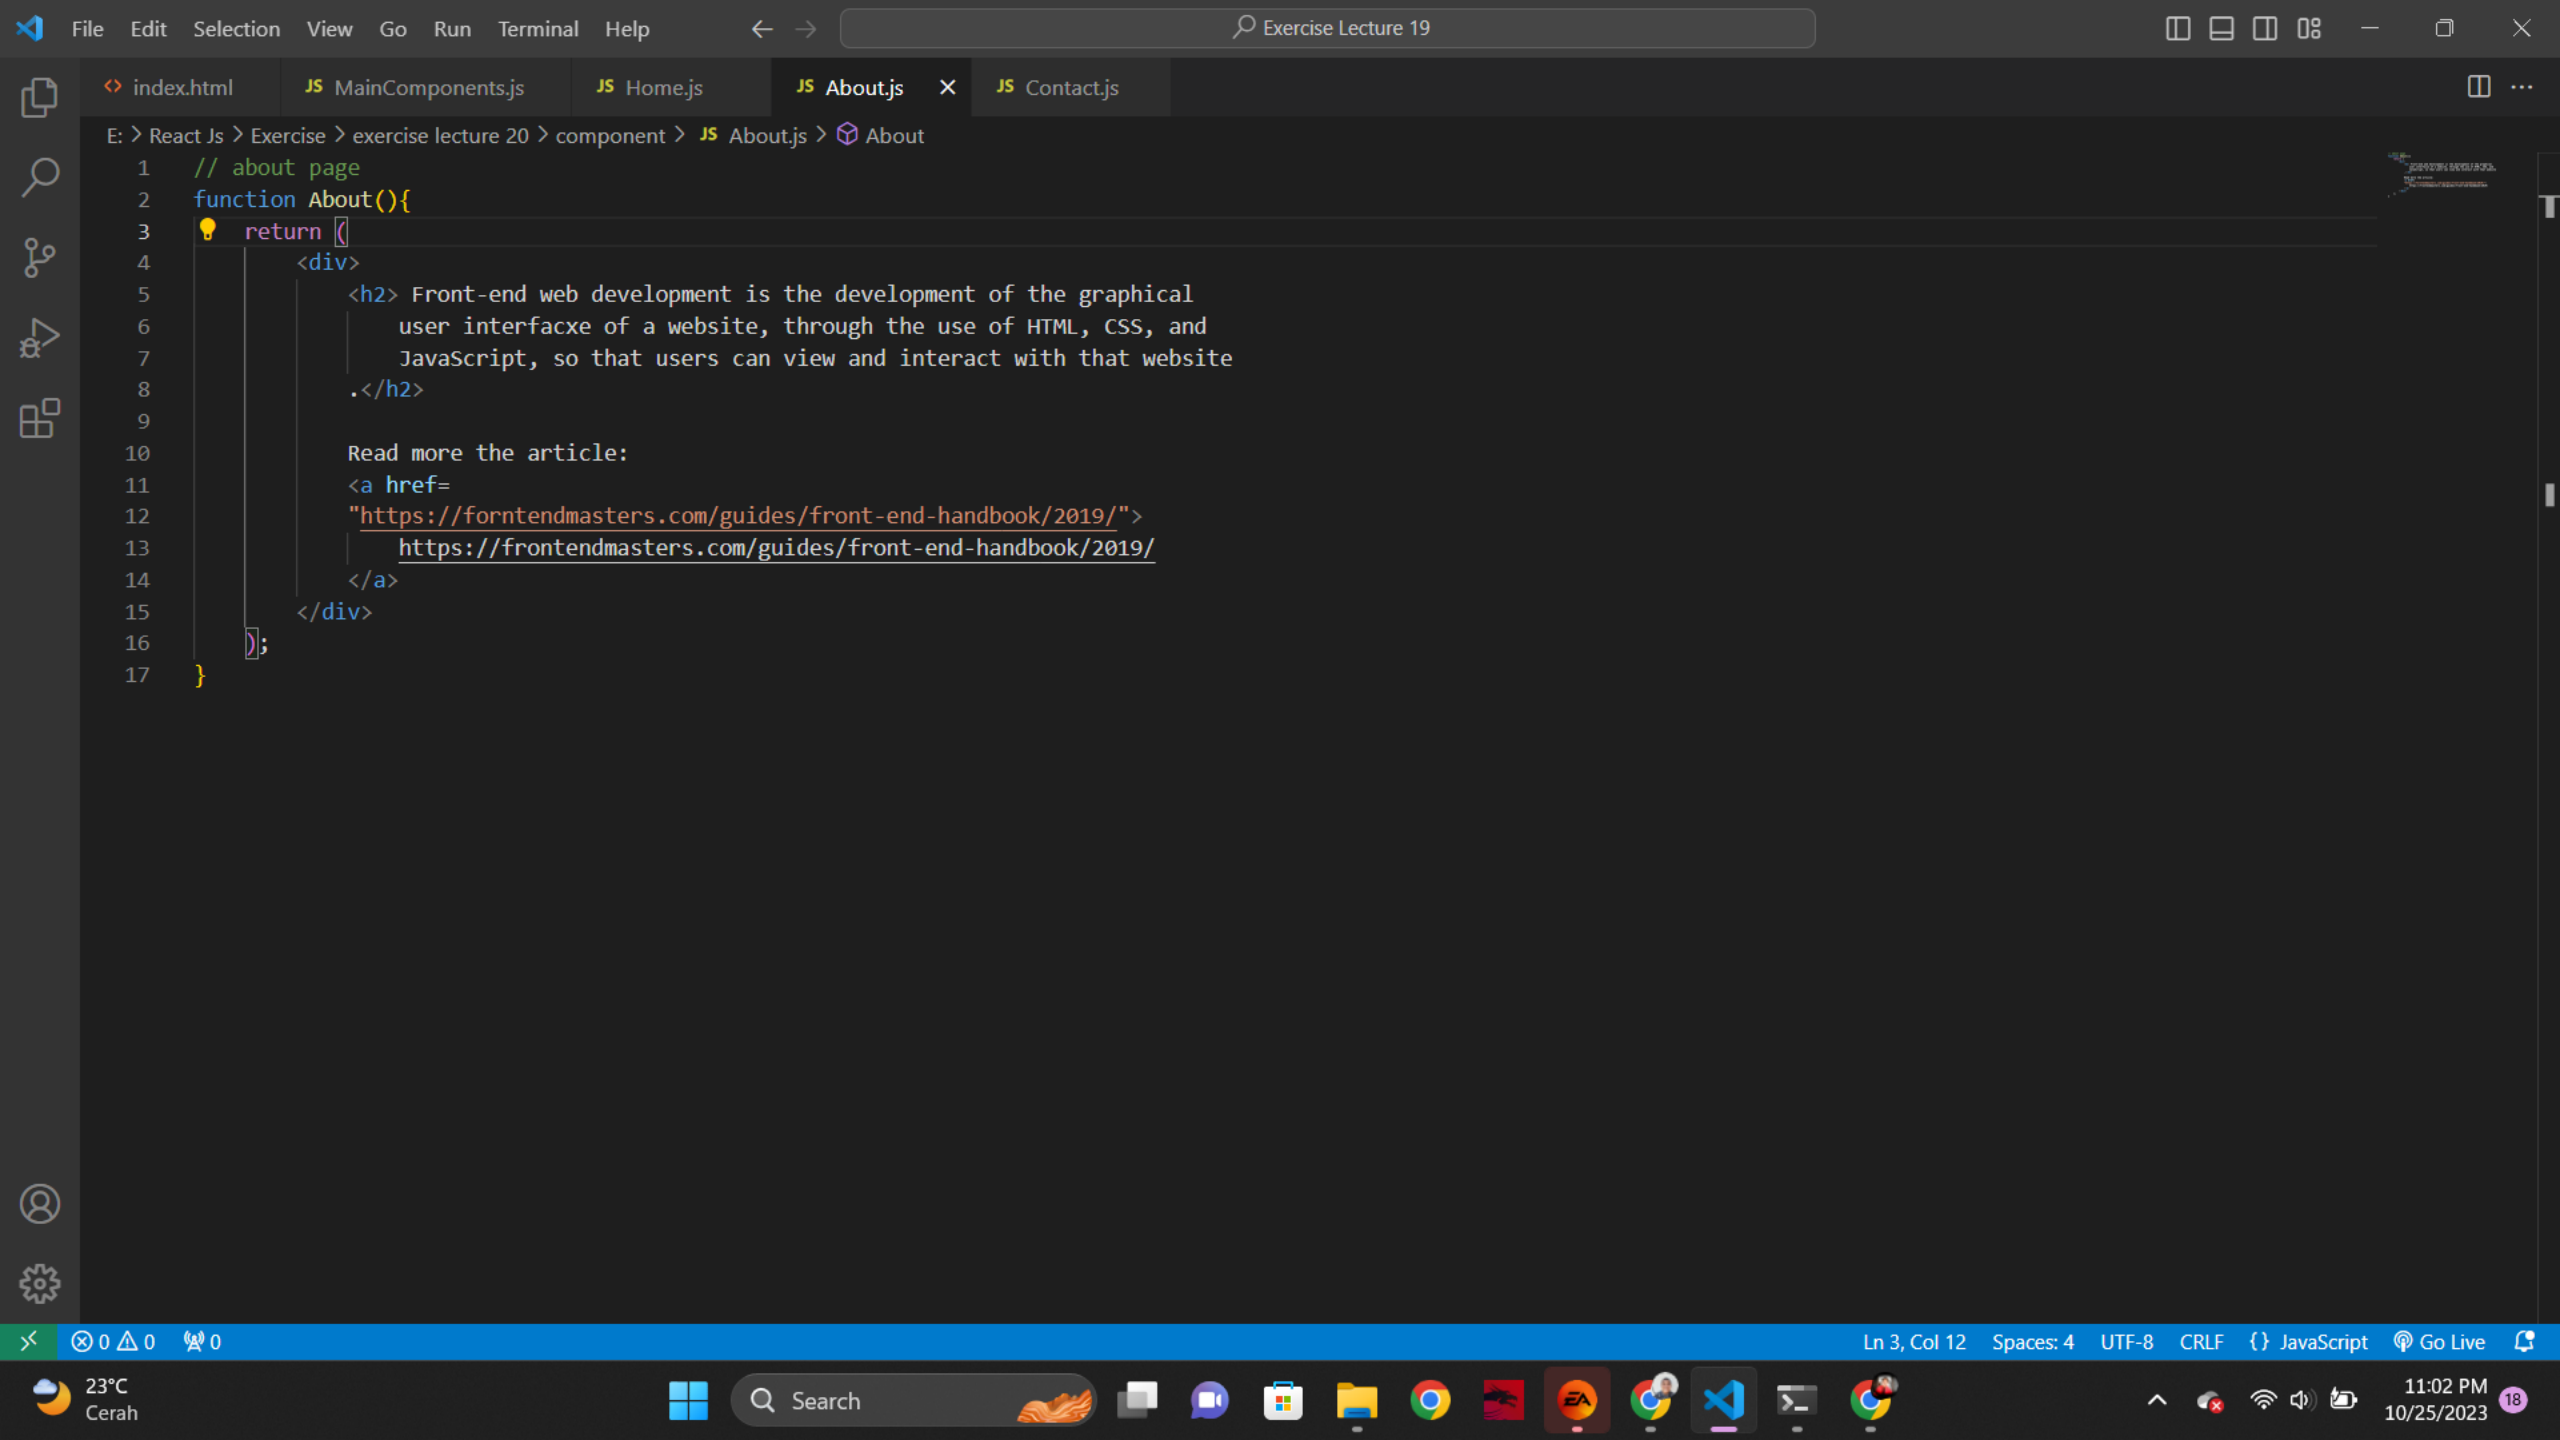 File Edit Selection View Go Run Terminal Help
Exercise Lecture 19
<> index.html JS MainComponents.js JS Home.js JS About.js JS Contact.js
E: > React Js > Exercise > exercise lecture 20 > component > JS About.js > About
1 // about page
2 function About(){
3 return (
4 <div>
5 <h2> Front-end web development is the development of the graphical
6 user interfacxe of a website, through the use of HTML, CSS, and
7 JavaScript, so that users can view and interact with that website
8 .</h2>
9
10 Read more the article:
11 <a href=
12 "https://forntendmasters.com/guides/front-end-handbook/2019/">
13 https://frontendmasters.com/guides/front-end-handbook/2019/
14 </a>
15 </div>
16 );
17 }
0 0 0 Ln 3, Col 12 Spaces: 4 UTF-8 CRLF {} JavaScript Go Live
23°C
Cerah
Search
EA
11:02 PM
10/25/2023
18